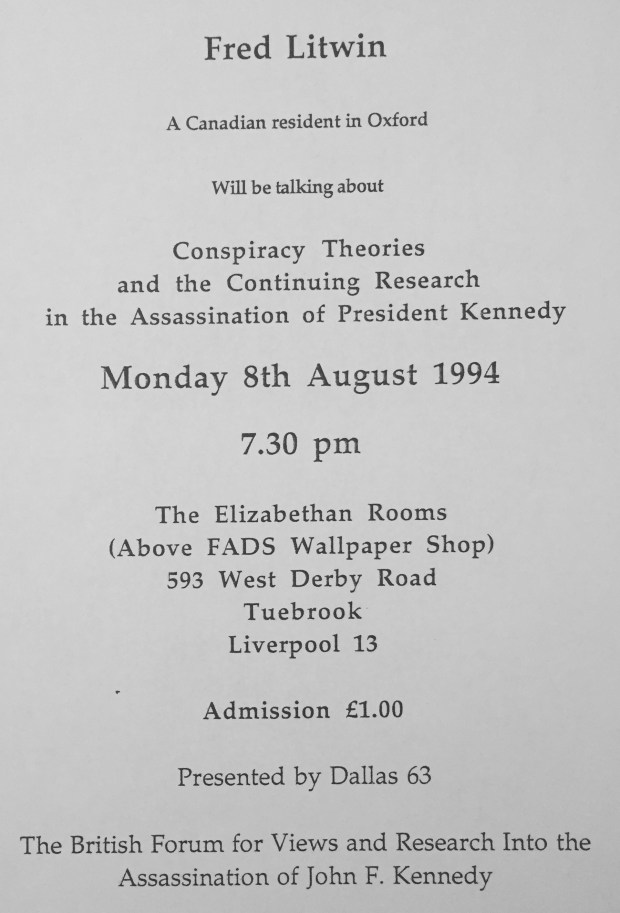 Fred Litwin
A Canadian resident in Oxford
Will be talking about
Conspiracy Theories
and the Continuing Research
in the Assassination of President Kennedy
Monday 8th August 1994
7.30 pm
The Elizabethan Rooms
(Above FADS Wallpaper Shop)
593 West Derby Road
Tuebrook
Liverpool 13
Admission £1.00
Presented by Dallas 63
The British Forum for Views and Research Into the
Assassination of John F. Kennedy